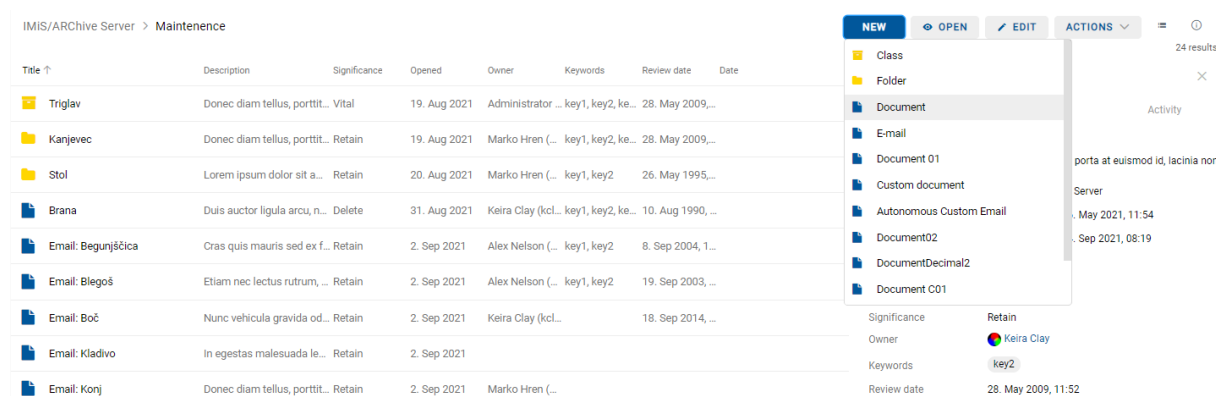 IMiS/ARChive Server > Maintenence
NEW OPEN EDIT ACTIONS
24 results
Title Description Significance Opened Owner Keywords Review date Date
Triglav Donec diam tellus, porttit... Vital 19. Aug 2021 Administrator ... key1, key2, ke... 28. May 2009,...
Kanjevec Donec diam tellus, porttit... Retain 19. Aug 2021 Marko Hren (... key1, key2, ke... 28. May 2009,...
Stol Lorem ipsum dolor sit a... Retain 20. Aug 2021 Marko Hren (... key1, key2 26. May 1995,...
Brana Duis auctor ligula arcu, n... Delete 31. Aug 2021 Keira Clay (kcl... key1, key2, ke... 10. Aug 1990, ...
Email: Begunjščica Cras quis mauris sed ex f... Retain 2. Sep 2021 Alex Nelson (... key1, key2 8. Sep 2004, 1...
Email: Blegoš Etiam nec lectus rutrum, ... Retain 2. Sep 2021 Alex Nelson (... key1, key2 19. Sep 2003, ...
Email: Boč Nunc vehicula gravida od... Retain 2. Sep 2021 Keira Clay (kcl... 18. Sep 2014, ...
Email: Kladivo In egestas malesuada le... Retain 2. Sep 2021
Email: Konj Donec diam tellus, porttit... Retain 2. Sep 2021 Marko Hren (...
Class
Folder
Document
E-mail
Document 01
Custom document
Autonomous Custom Email
Document02
DocumentDecimal2
Document C01
Activity
porta at euismod id, lacinia non
Server
. May 2021, 11:54
. Sep 2021, 08:19
Significance Retain
Owner Keira Clay
Keywords key2
Review date 28. May 2009, 11:52